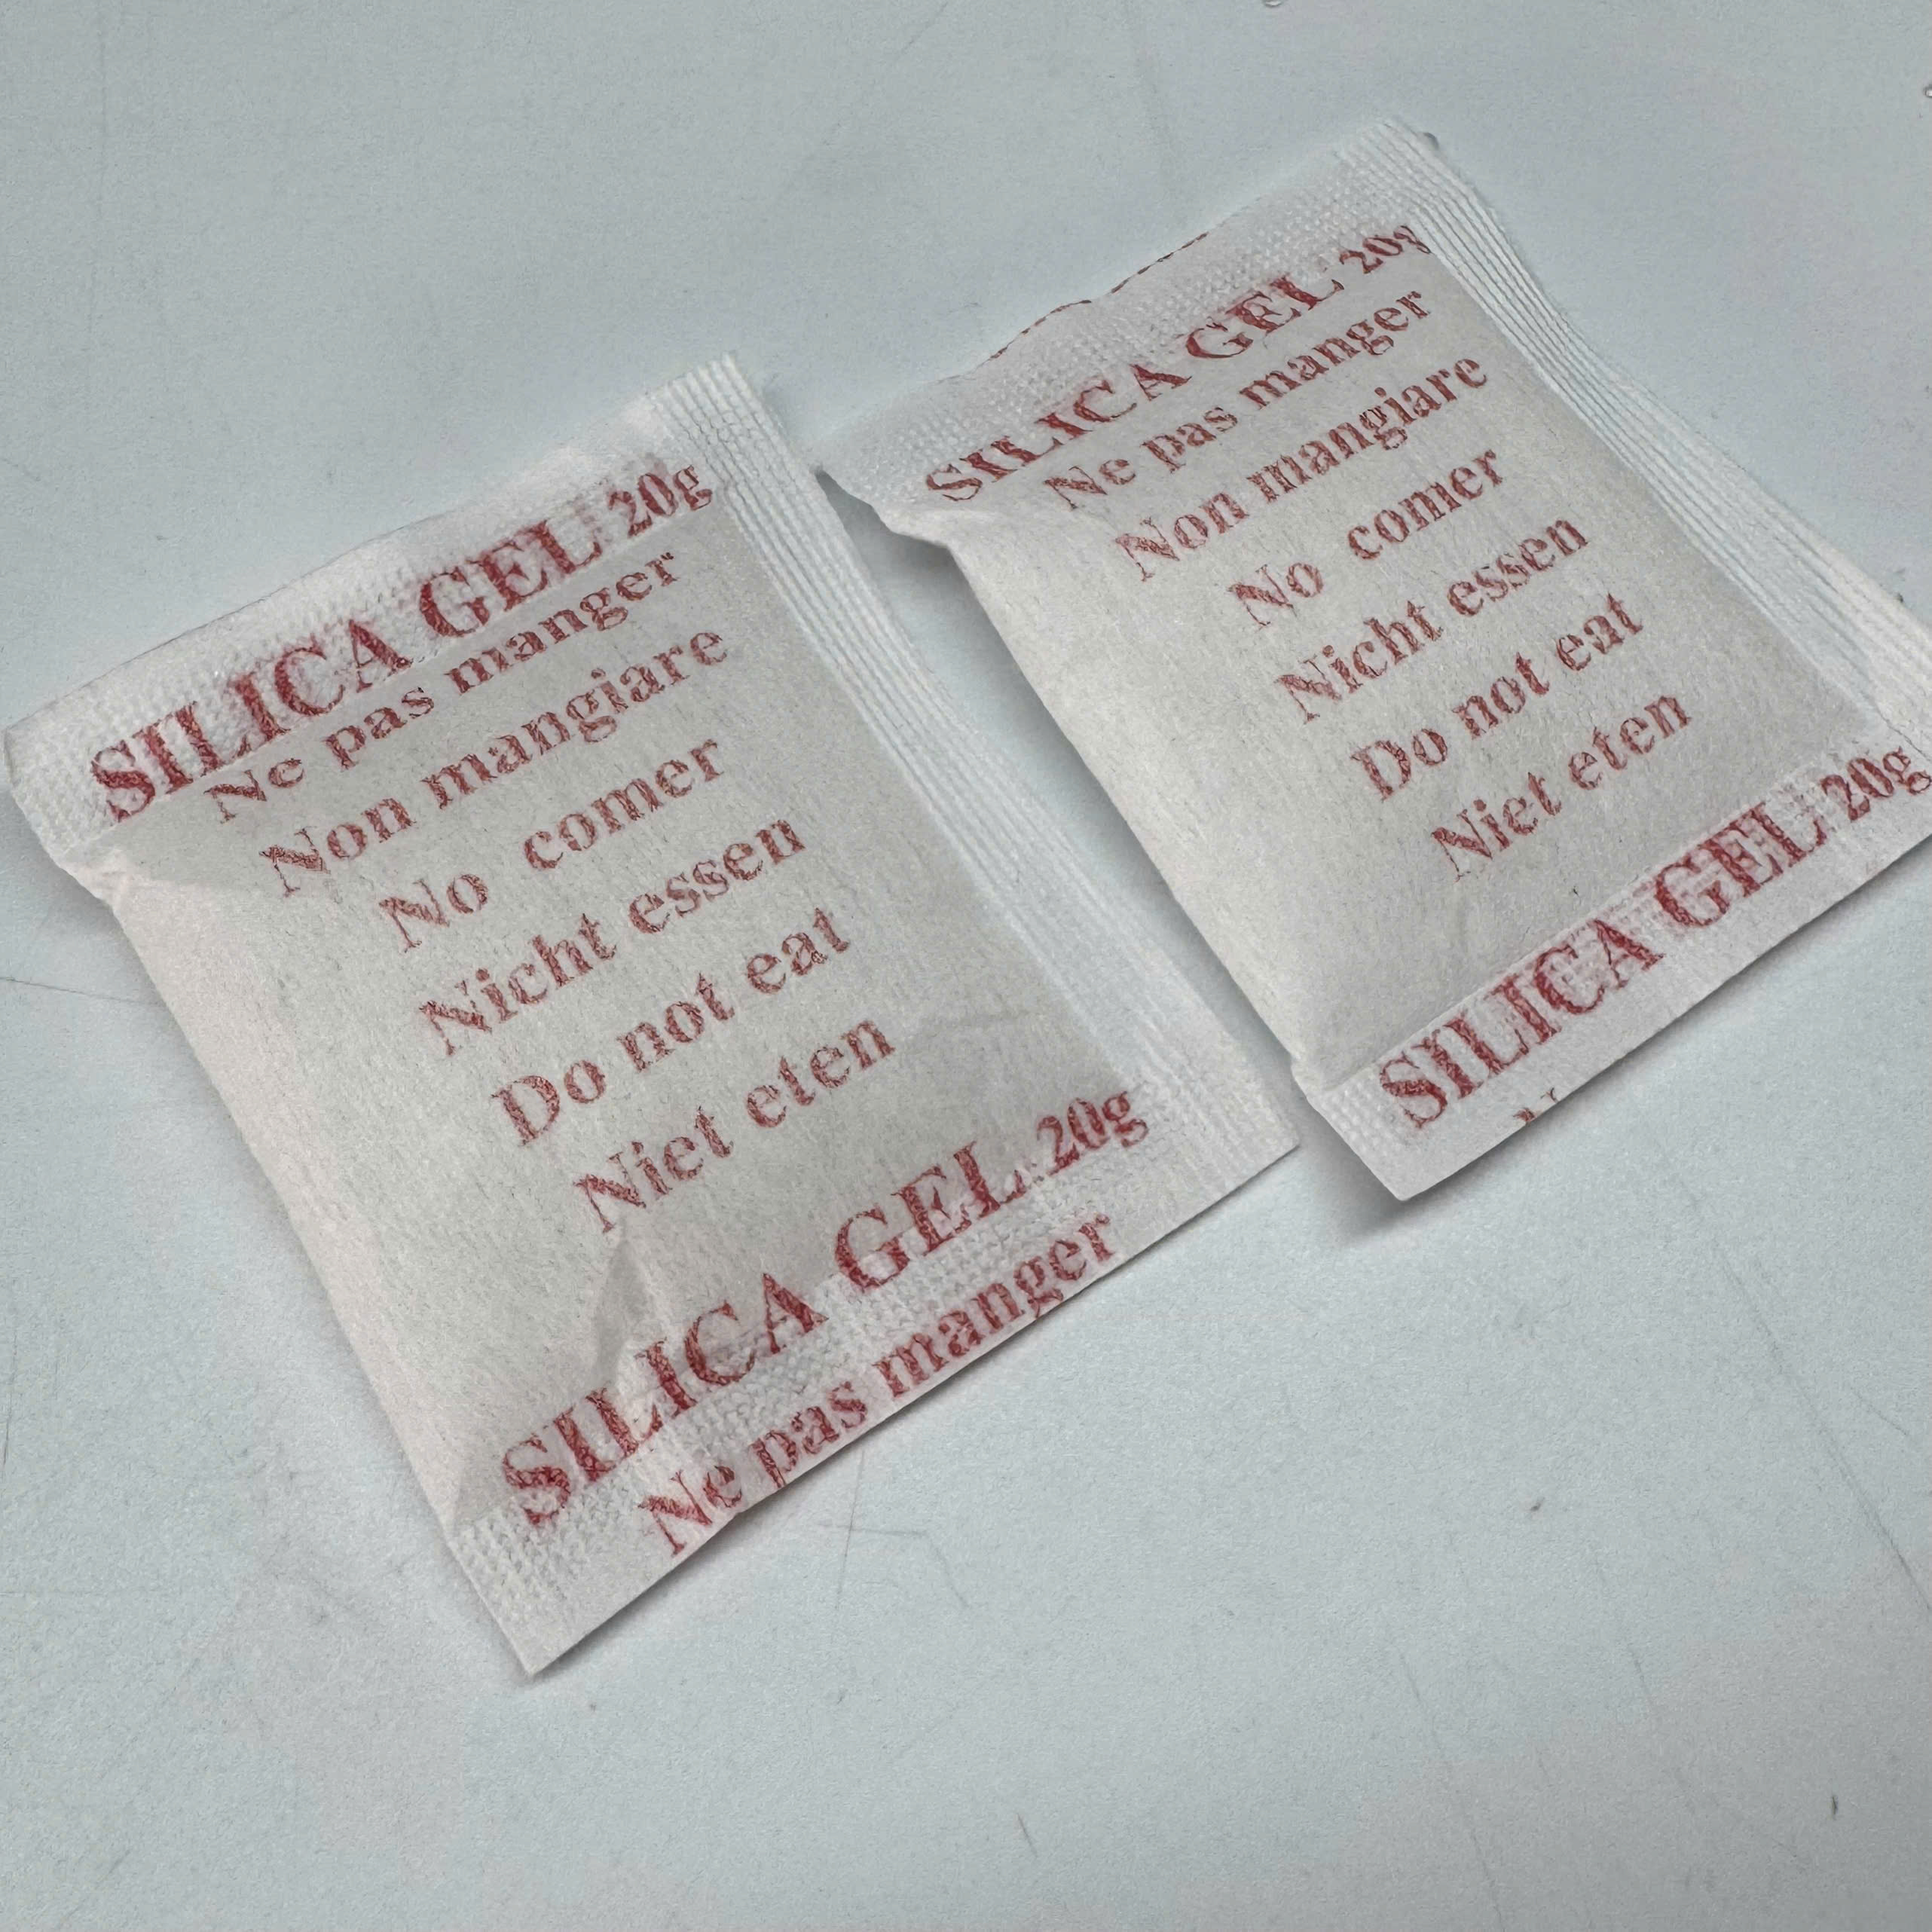 SILICA GEL 20g
Ne pas manger
Non mangiare
No comer
Nicht essen
Do not eat
Niet eten
SILICA GEL 20g
Ne pas manger
SILICA GEL 20g
Ne pas manger
Non mangiare
No comer
Nicht essen
Do not eat
Niet eten
SILICA GEL 20g